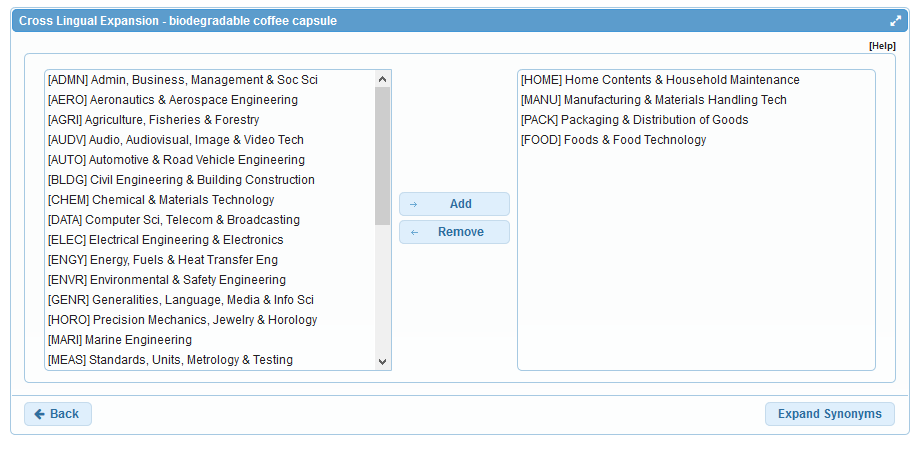 Cross Lingual Expansion - biodegradable coffee capsule
[Help]
[ADMN] Admin, Business, Management & Soc Sci
[AERO] Aeronautics & Aerospace Engineering
[AGRI] Agriculture, Fisheries & Forestry
[AUDV] Audio, Audiovisual, Image & Video Tech
[AUTO] Automotive & Road Vehicle Engineering
[BLDG] Civil Engineering & Building Construction
[CHEM] Chemical & Materials Technology
[DATA] Computer Sci, Telecom & Broadcasting
[ELEC] Electrical Engineering & Electronics
[ENGY] Energy, Fuels & Heat Transfer Eng
[ENVR] Environmental & Safety Engineering
[GENR] Generalities, Language, Media & Info Sci
[HORO] Precision Mechanics, Jewelry & Horology
[MARI] Marine Engineering
[MEAS] Standards, Units, Metrology & Testing
Add
Remove
[HOME] Home Contents & Household Maintenance
[MANU] Manufacturing & Materials Handling Tech
[PACK] Packaging & Distribution of Goods
[FOOD] Foods & Food Technology
Back
Expand Synonyms